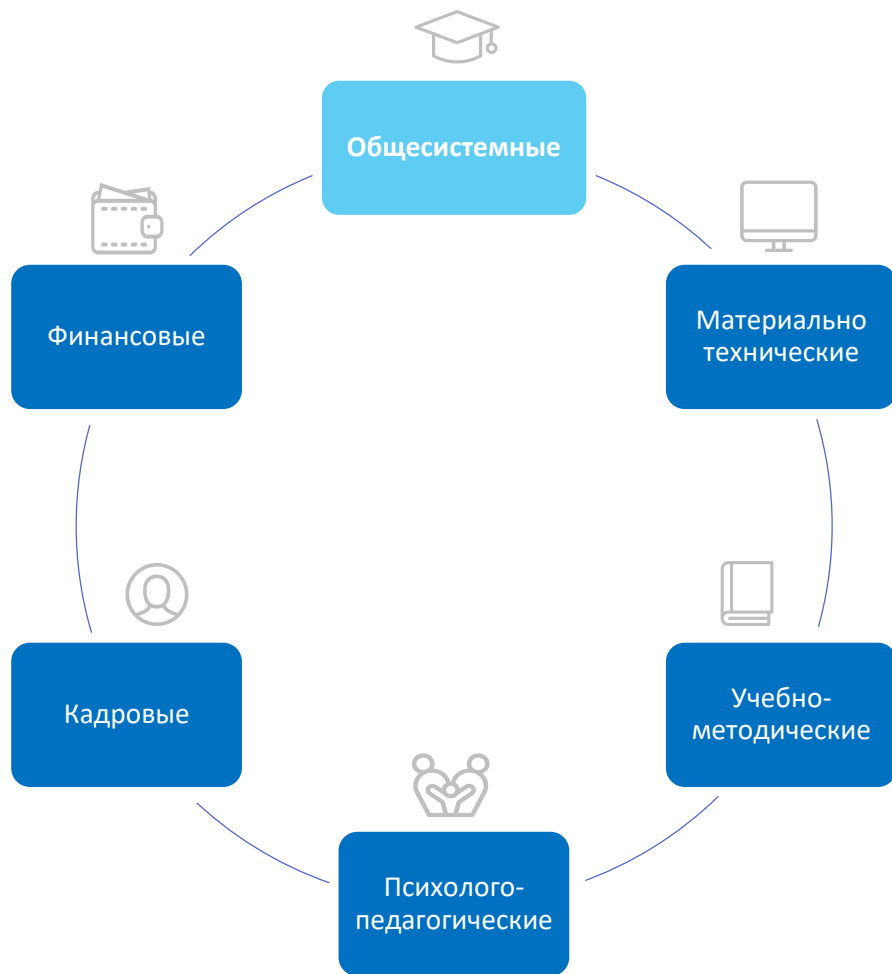 Общесистемные
Финансовые
Материально
технические
Кадровые
Учебно-
методические
Психолого-
педагогические